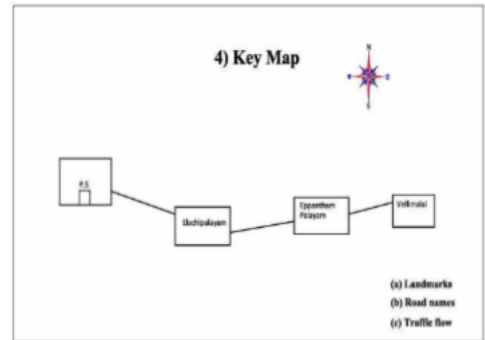 4) Key Map
N
E
S
P.S
Elachipalayam
Eppantham
Palayam
Vellimalai
(a) Landmarks
(b) Road names
(c) Traffic flow